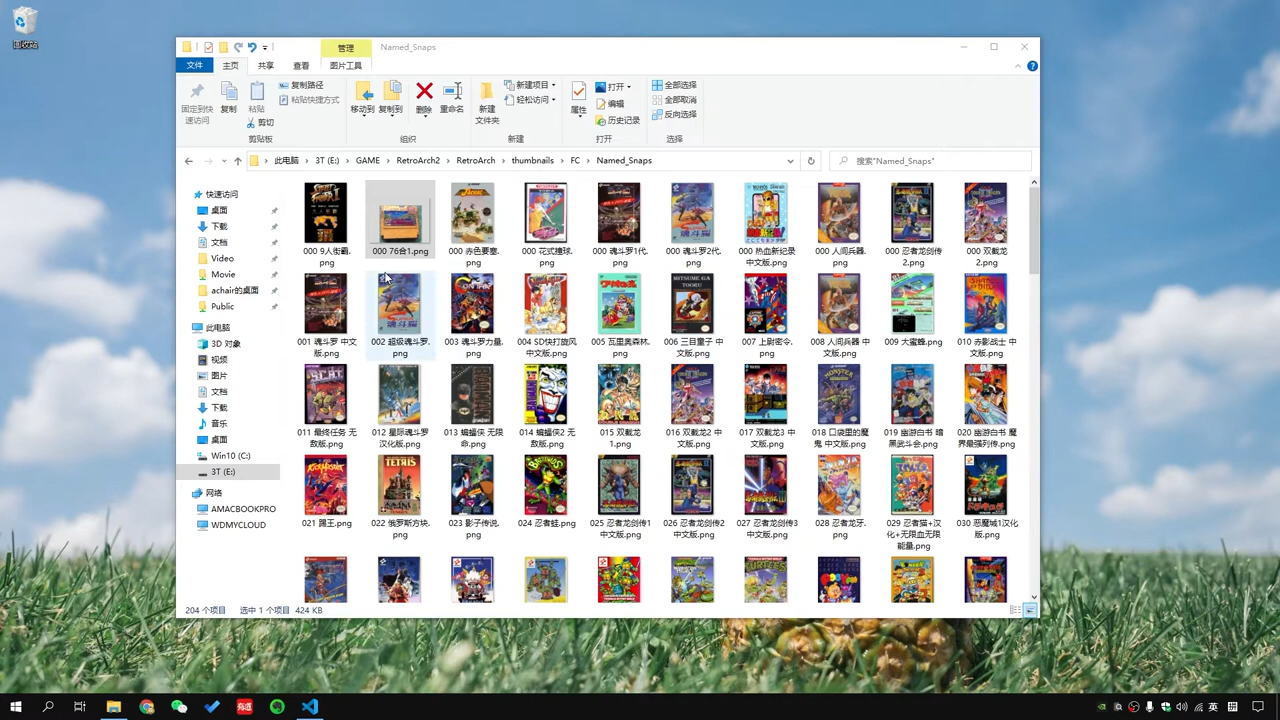 回收站
管理
Named_Snaps
文件
主页
共享
查看
图片工具
固定到快
速访问
复制
粘贴
复制路径
粘贴快捷方式
剪切
剪贴板
移动到
复制到
删除
重命名
组织
新建
文件夹
新建项目
轻松访问
新建
属性
打开
编辑
历史记录
打开
全部选择
全部取消
反向选择
选择
此电脑 › 3T (E:) › GAME › RetroArch2 › RetroArch › thumbnails › FC › Named_Snaps
搜索"Named_Snaps"
快速访问
桌面
下载
文档
Video
Movie
achair的桌面
Public
此电脑
3D 对象
视频
图片
文档
下载
音乐
桌面
Win10 (C:)
3T (E:)
网络
AMACBOOKPRO
WDMYCLOUD
000 9人街霸.
png
000 76合1.png
000 赤色要塞.
png
000 花式撞球.
png
000 魂斗罗1代.
png
000 魂斗罗2代.
png
000 热血新纪录
中文版.png
000 人间兵器.
png
000 忍者龙剑传
2.png
000 双截龙
2.png
001 魂斗罗 中文
版.png
002 超级魂斗罗.
png
003 魂斗罗力量.
png
004 SD快打旋风
中文版.png
005 瓦里奥森林.
png
006 三目童子 中
文版.png
007 上尉密令.
png
008 人间兵器 中
文版.png
009 大蜜蜂.png
010 赤影战士 中
文版.png
011 最终任务 无
敌版.png
012 星际魂斗罗
汉化版.png
013 蝙蝠侠 无限
命.png
014 蝙蝠侠2 无
敌版.png
015 双截龙
1.png
016 双截龙2 中
文版.png
017 双截龙3 中
文版.png
018 口袋里的魔
鬼 中文版.png
019 幽游白书 暗
黑武斗会.png
020 幽游白书 魔
界最强列传.png
021 踢王.png
022 俄罗斯方块.
png
023 影子传说.
png
024 忍者蛙.png
025 忍者龙剑传1
中文版.png
026 忍者龙剑传2
中文版.png
027 忍者龙剑传3
中文版.png
028 忍者龙牙.
png
029 忍者猫+汉
化+无限血无限
能量.png
030 恶魔城1汉化
版.png
204 个项目
选中 1 个项目
424 KB
英
拼